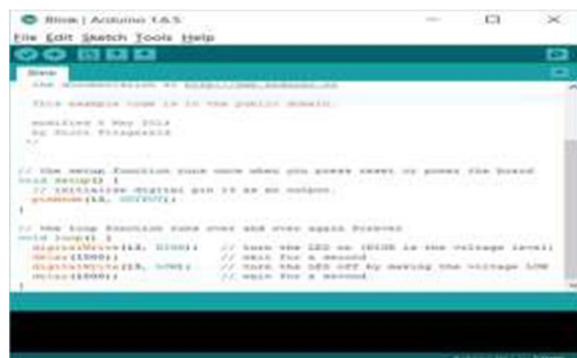 Blink | Arduino 1.6.5
File Edit Sketch Tools Help
Blink
This example code is in the public domain.
modified 8 May 2014
by Scott Fitzgerald
*/
// the setup function runs once when you press reset or power the board
void setup() {
// initialize digital pin 13 as an output.
pinMode(13, OUTPUT);
}
// the loop function runs over and over again forever
void loop() {
digitalWrite(13, HIGH); // turn the LED on (HIGH is the voltage level)
delay(1000); // wait for a second
digitalWrite(13, LOW); // turn the LED off by making the voltage LOW
delay(1000); // wait for a second
}